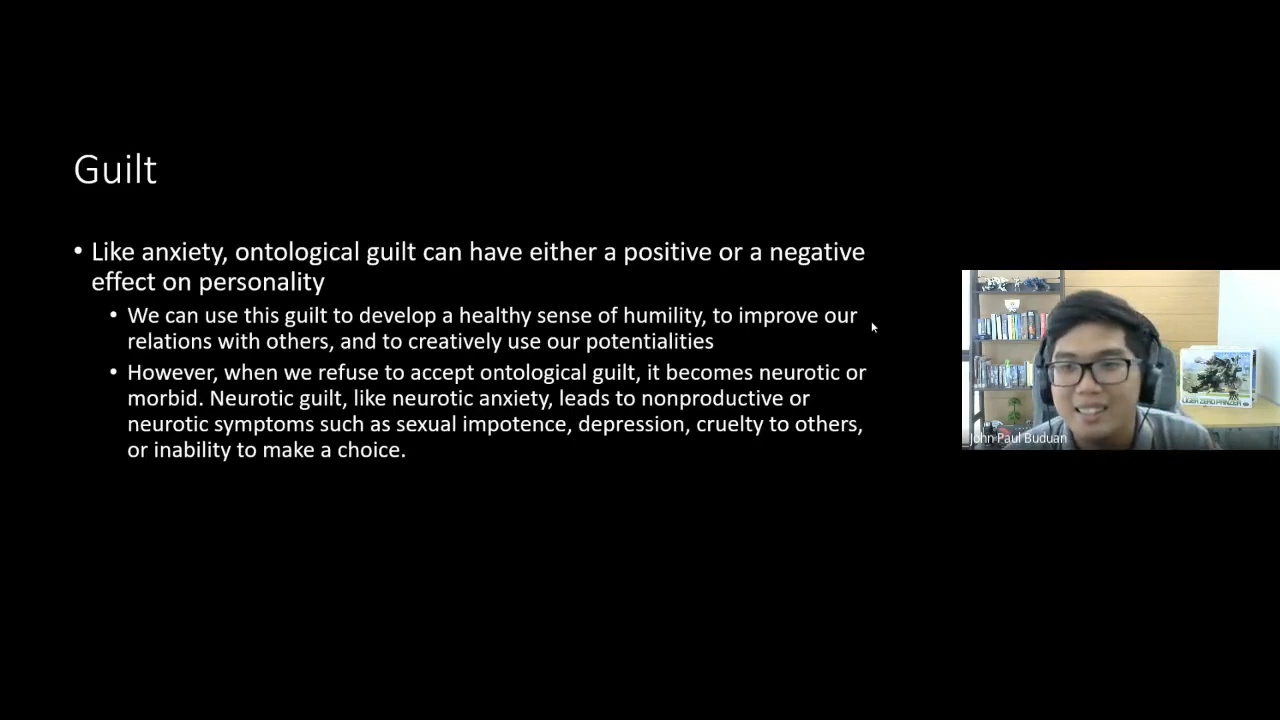 Guilt
• Like anxiety, ontological guilt can have either a positive or a negative
effect on personality
• We can use this guilt to develop a healthy sense of humility, to improve our
relations with others, and to creatively use our potentialities
• However, when we refuse to accept ontological guilt, it becomes neurotic or
morbid. Neurotic guilt, like neurotic anxiety, leads to nonproductive or
neurotic symptoms such as sexual impotence, depression, cruelty to others,
or inability to make a choice.
LIGER ZERO PANZER
John Paul Buduan